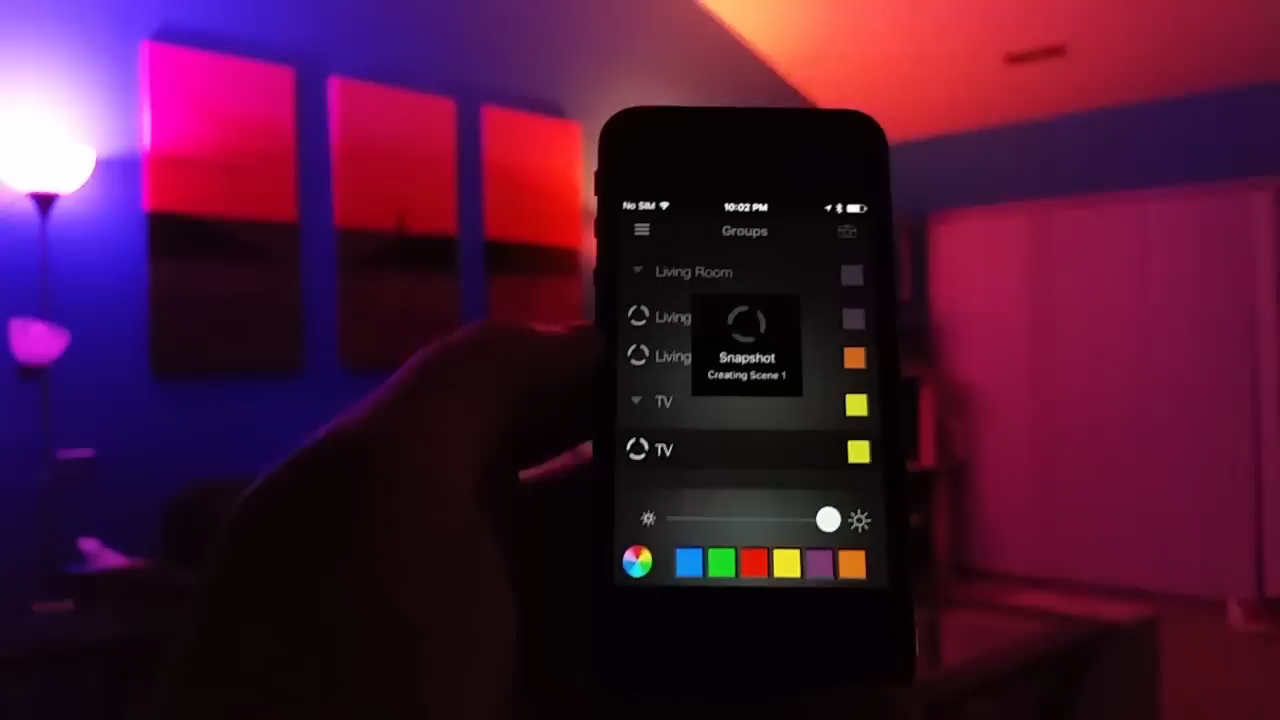 No SIM 10:02 PM
Groups
Living Room
Living
Living
Snapshot
Creating Scene 1
TV
TV